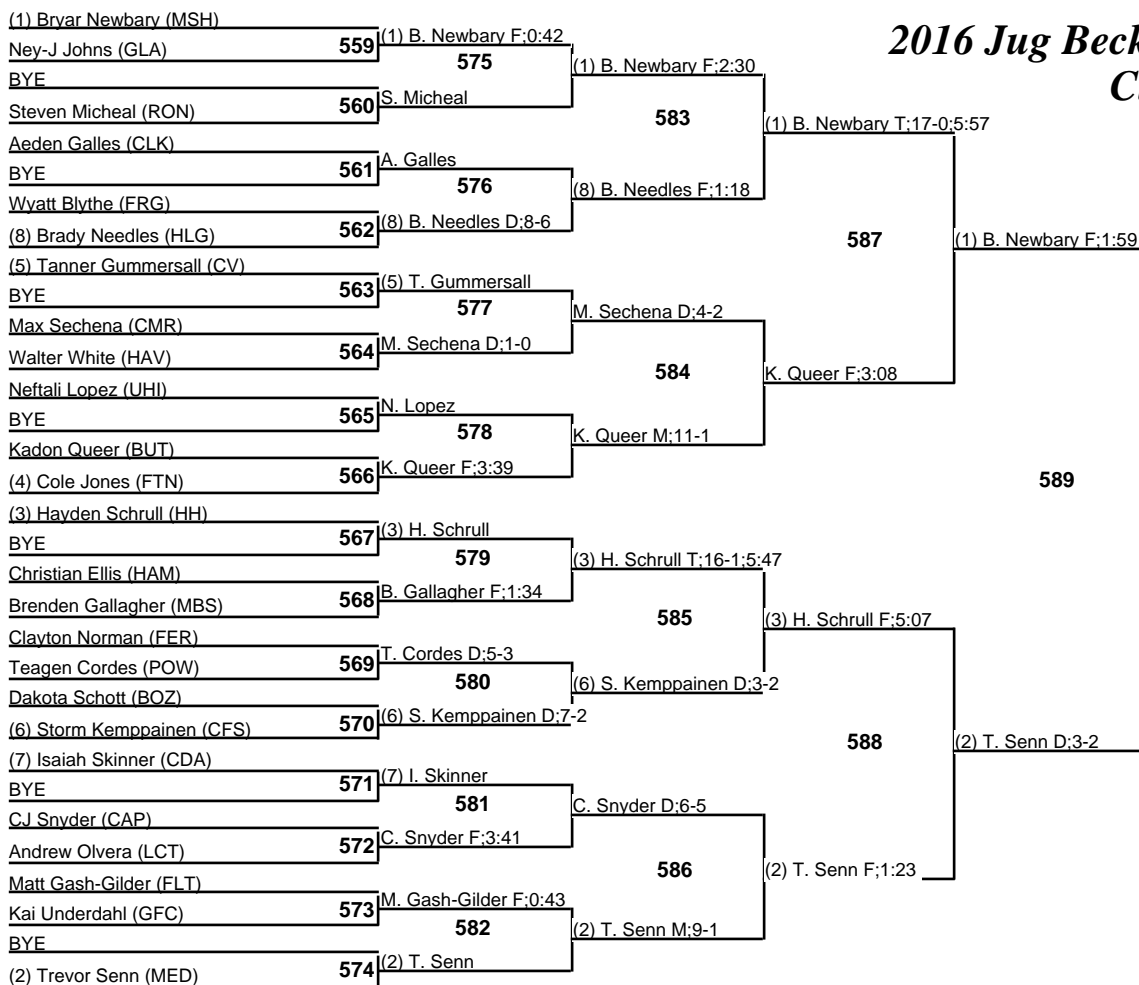 2016 Jug Beck
C
(1) Bryar Newbary (MSH)
Ney-J Johns (GLA)
BYE
Steven Micheal (RON)
Aeden Galles (CLK)
BYE
Wyatt Blythe (FRG)
(8) Brady Needles (HLG)
(5) Tanner Gummersall (CV)
BYE
Max Sechena (CMR)
Walter White (HAV)
Neftali Lopez (UHI)
BYE
Kadon Queer (BUT)
(4) Cole Jones (FTN)
(3) Hayden Schrull (HH)
BYE
Christian Ellis (HAM)
Brenden Gallagher (MBS)
Clayton Norman (FER)
Teagen Cordes (POW)
Dakota Schott (BOZ)
(6) Storm Kemppainen (CFS)
(7) Isaiah Skinner (CDA)
BYE
CJ Snyder (CAP)
Andrew Olvera (LCT)
Matt Gash-Gilder (FLT)
Kai Underdahl (GFC)
BYE
(2) Trevor Senn (MED)
559
560
561
562
563
564
565
566
567
568
569
570
571
572
573
574
(1) B. Newbary F;0:42
S. Micheal
A. Galles
(8) B. Needles D;8-6
(5) T. Gummersall
M. Sechena D;1-0
N. Lopez
K. Queer F;3:39
(3) H. Schrull
B. Gallagher F;1:34
T. Cordes D;5-3
(6) S. Kemppainen D;7-2
(7) I. Skinner
C. Snyder F;3:41
M. Gash-Gilder F;0:43
(2) T. Senn
575
576
577
578
579
580
581
582
(1) B. Newbary F;2:30
(8) B. Needles F;1:18
M. Sechena D;4-2
K. Queer M;11-1
(3) H. Schrull T;16-1;5:47
(6) S. Kemppainen D;3-2
C. Snyder D;6-5
(2) T. Senn M;9-1
583
584
585
586
(1) B. Newbary T;17-0;5:57
K. Queer F;3:08
(3) H. Schrull F;5:07
(2) T. Senn F;1:23
587
588
(1) B. Newbary F;1:59
(2) T. Senn D;3-2
589